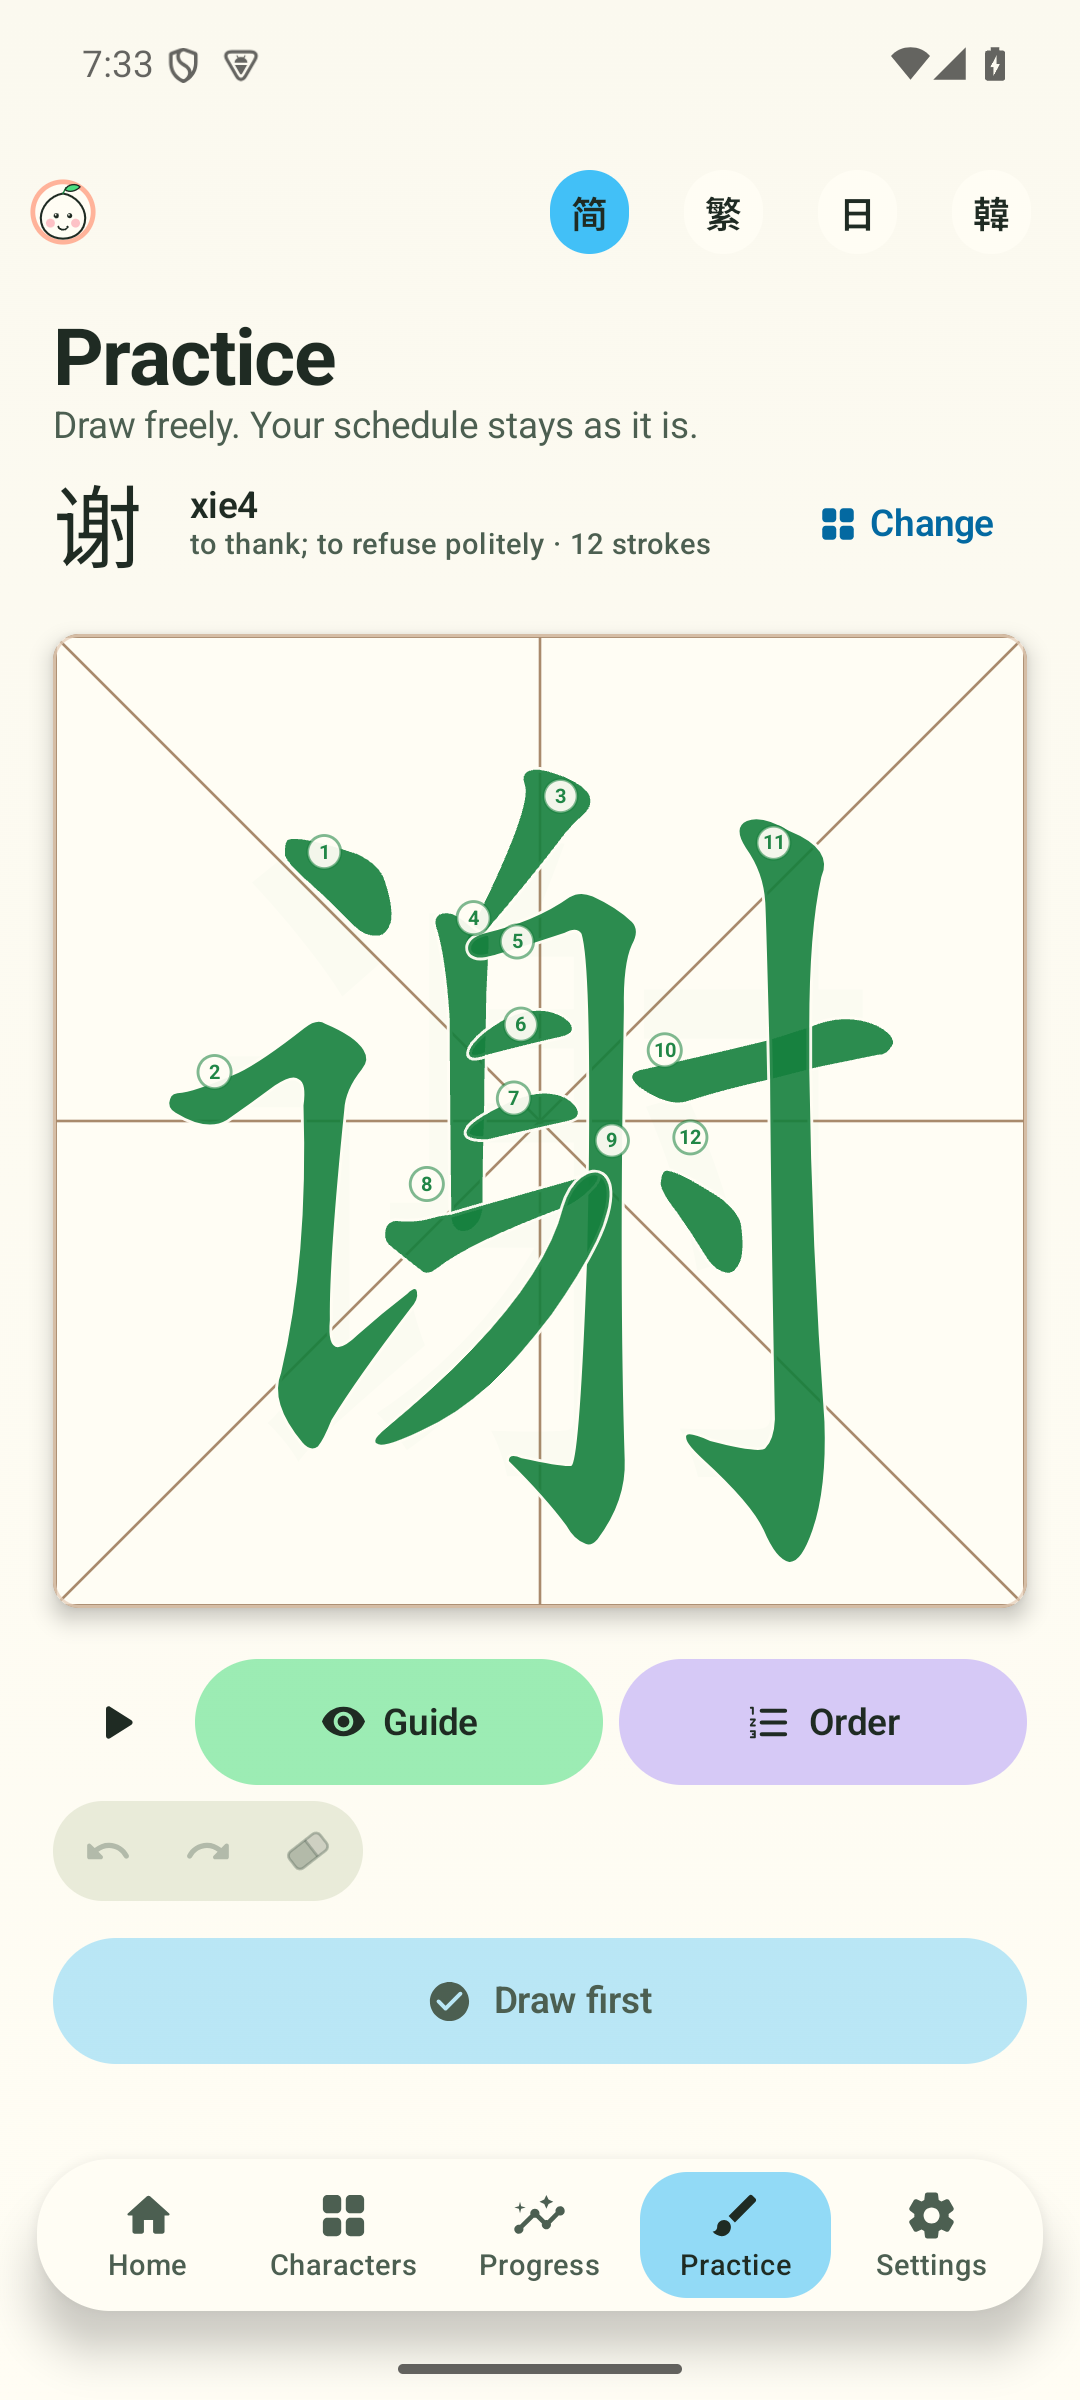 7:33
简 繁 日 韓
Practice
Draw freely. Your schedule stays as it is.
谢
xie4
to thank; to refuse politely · 12 strokes
Change
谢
1
2
3
4
5
6
7
8
9
10
11
12
Guide
Order
Draw first
Home
Characters
Progress
Practice
Settings